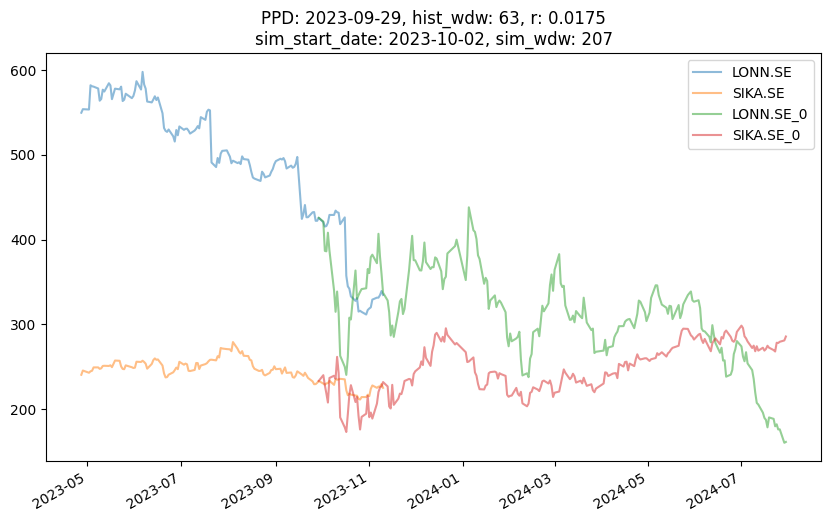 PPD: 2023-09-29, hist_wdw: 63, r: 0.0175
sim_start_date: 2023-10-02, sim_wdw: 207
LONN.SE
SIKA.SE
LONN.SE_0
SIKA.SE_0
600
500
400
300
200
2023-05
2023-07
2023-09
2023-11
2024-01
2024-03
2024-05
2024-07